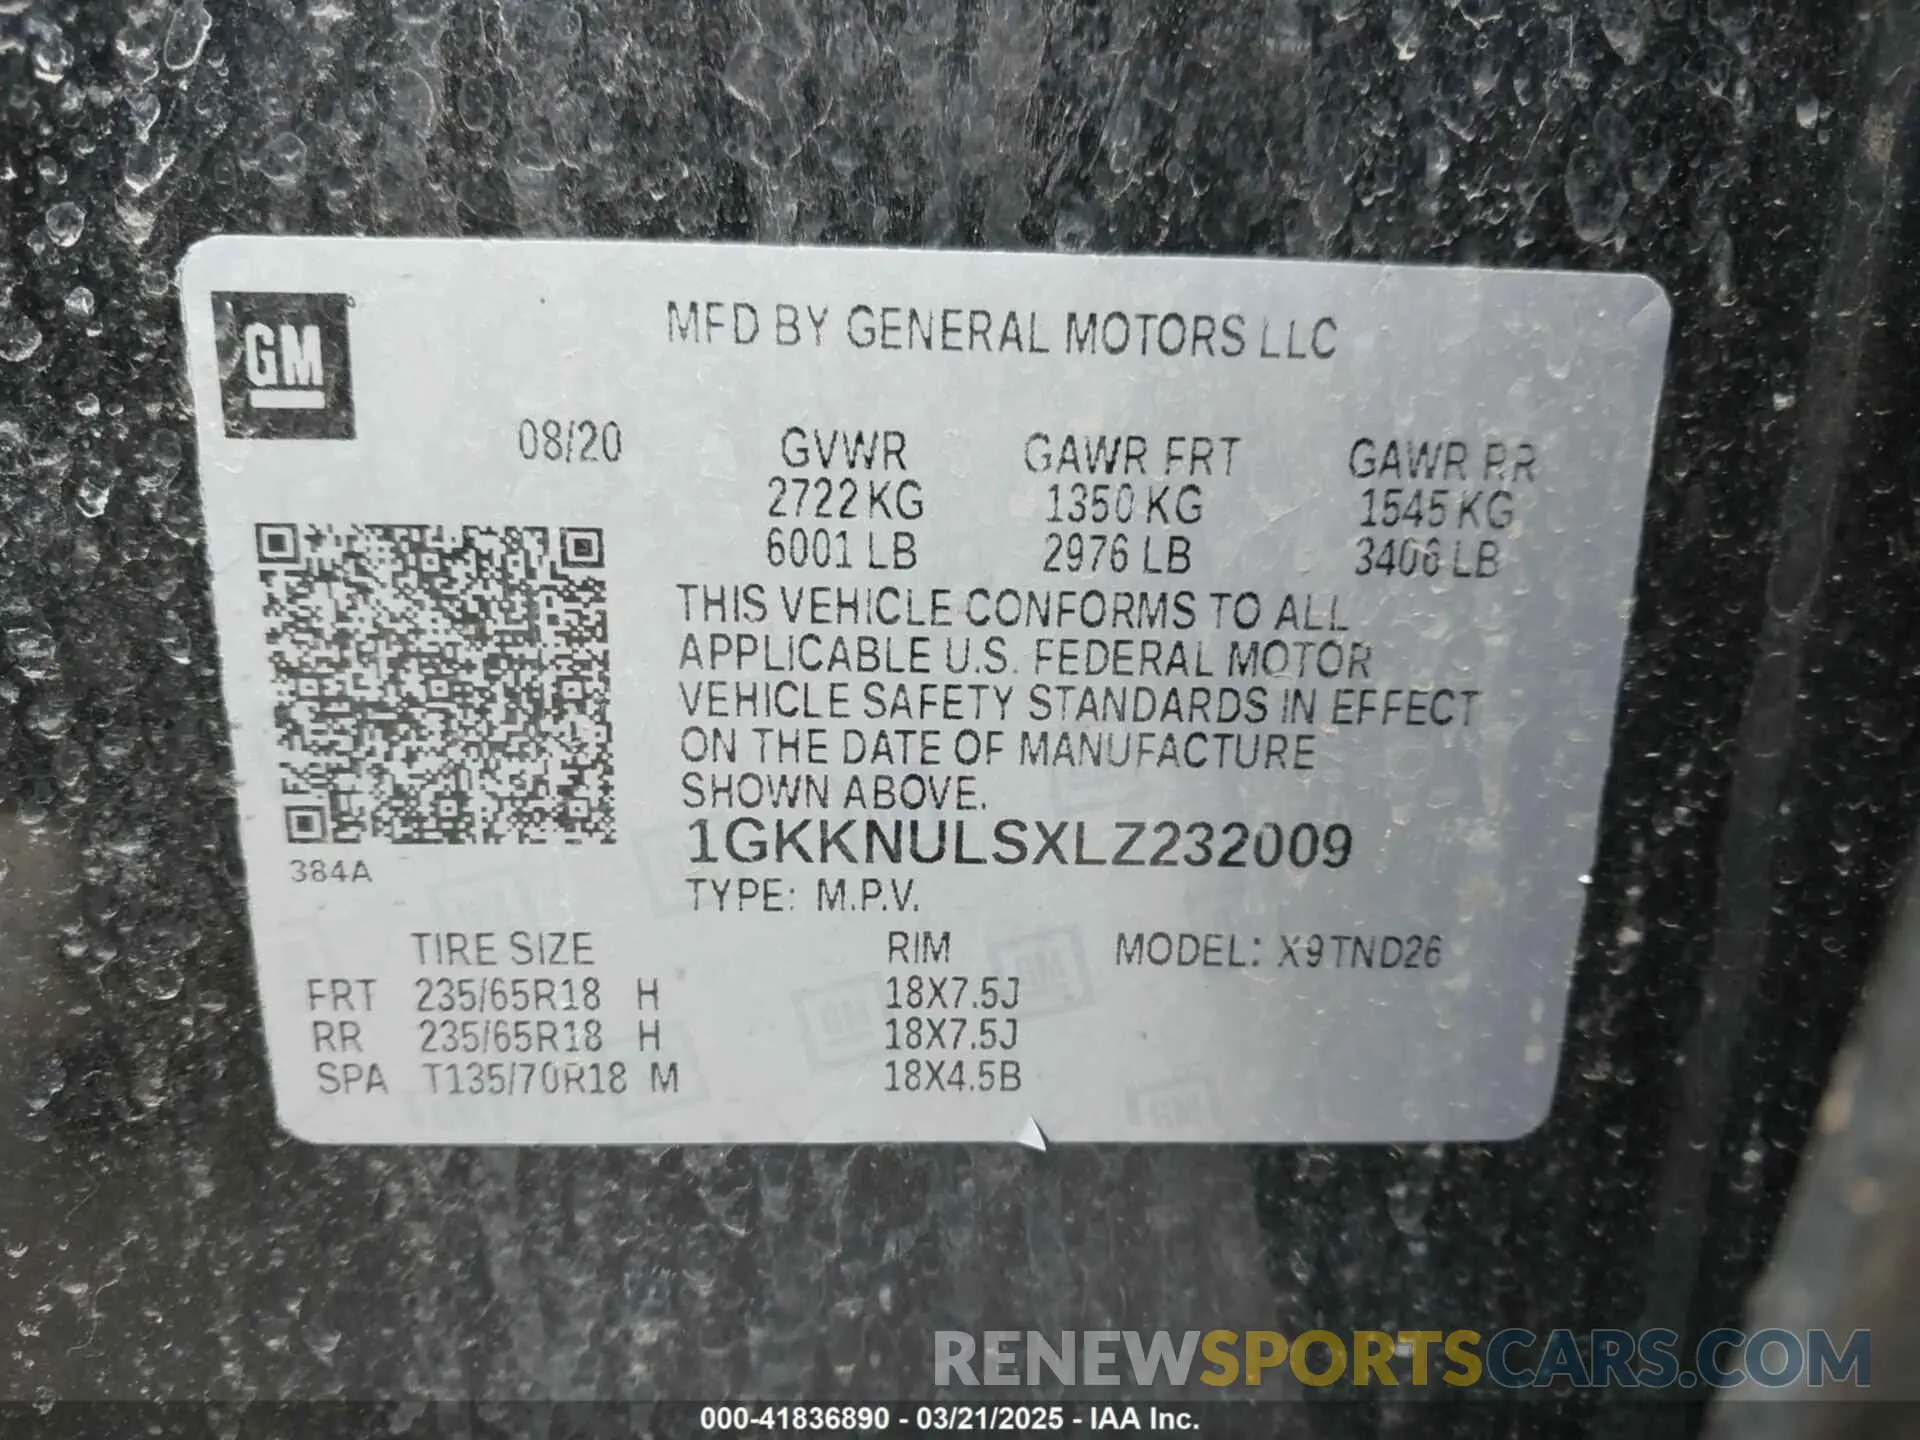 GM
MFD BY GENERAL MOTORS LLC
08/20 GVWR GAWR FRT GAWR RR
2722 KG 1350 KG 1545 KG
6001 LB 2976 LB 3406 LB
THIS VEHICLE CONFORMS TO ALL
APPLICABLE U.S. FEDERAL MOTOR
VEHICLE SAFETY STANDARDS IN EFFECT
ON THE DATE OF MANUFACTURE
SHOWN ABOVE.
1GKKNULSXLZ232009
384A
TYPE: M.P.V.
TIRE SIZE RIM MODEL: X9TND26
FRT 235/65R18 H 18X7.5J
RR 235/65R18 H 18X7.5J
SPA T135/70R18 M 18X4.5B
GM
GM
GM
RENEWSPORTSCARS.COM
000-41836890 - 03/21/2025 - IAA Inc.